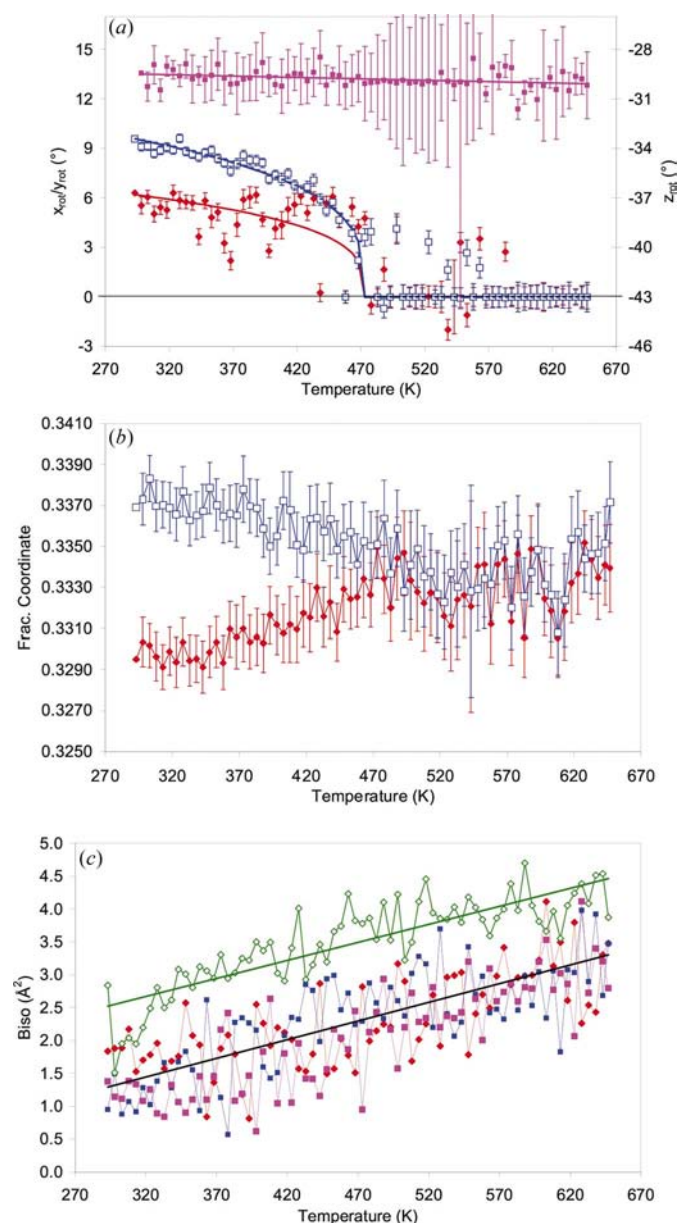 (a)
15
12
9
6
3
0
-3
x_rot/y_rot (°)
-28
-31
-34
-37
-40
-43
-46
z_rot (°)
270 320 370 420 470 520 570 620 670
Temperature (K)
(b)
0.3410
0.3390
0.3370
0.3350
0.3330
0.3310
0.3290
0.3270
0.3250
Frac. Coordinate
270 320 370 420 470 520 570 620 670
Temperature (K)
(c)
5.0
4.5
4.0
3.5
3.0
2.5
2.0
1.5
1.0
0.5
0.0
Biso (Å²)
270 320 370 420 470 520 570 620 670
Temperature (K)